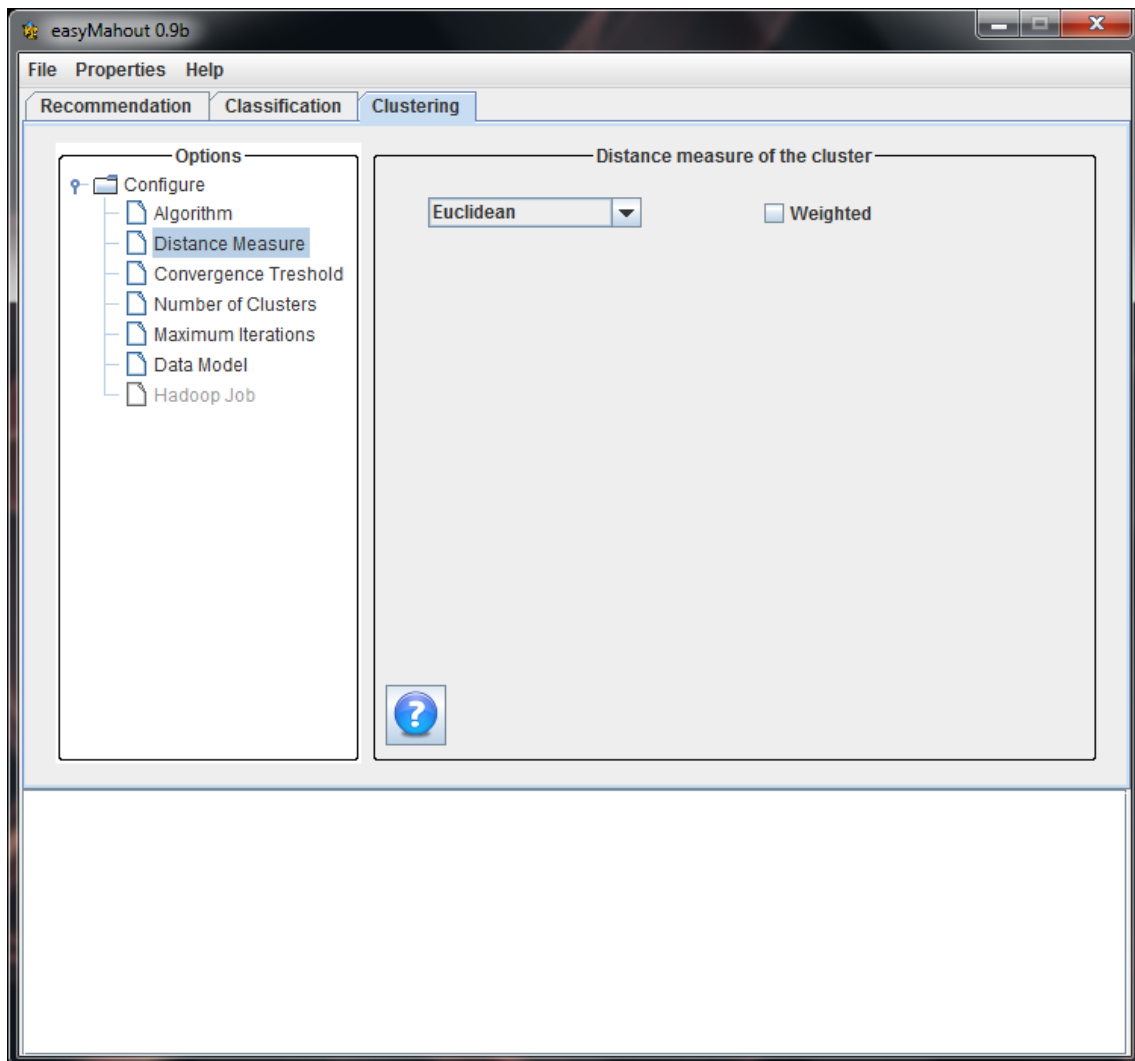 easyMahout 0.9b
File Properties Help
Recommendation Classification Clustering
Options
Configure
Algorithm
Distance Measure
Convergence Treshold
Number of Clusters
Maximum Iterations
Data Model
Hadoop Job
Distance measure of the cluster
Euclidean Weighted
?